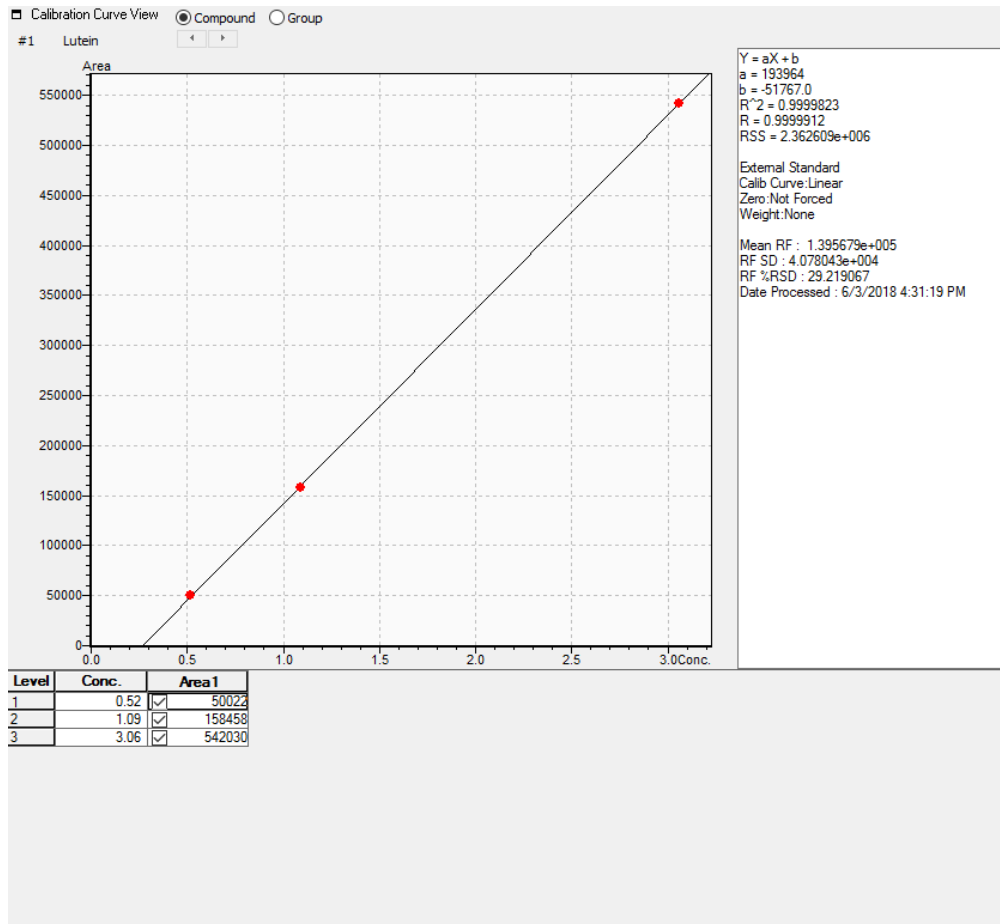 Calibration Curve View Compound Group
#1 Lutein
Area
550000
500000
450000
400000
350000
300000
250000
200000
150000
100000
50000
0
0.0 0.5 1.0 1.5 2.0 2.5 3.0 Conc.
Y = aX + b
a = 193964
b = -51767.0
R^2 = 0.9999823
R = 0.9999912
RSS = 2.362609e+006
External Standard
Calib Curve:Linear
Zero:Not Forced
Weight:None
Mean RF : 1.395679e+005
RF SD : 4.078043e+004
RF %RSD : 29.219067
Date Processed : 6/3/2018 4:31:19 PM
Level Conc. Area1
1 0.52 50022
2 1.09 158458
3 3.06 542030